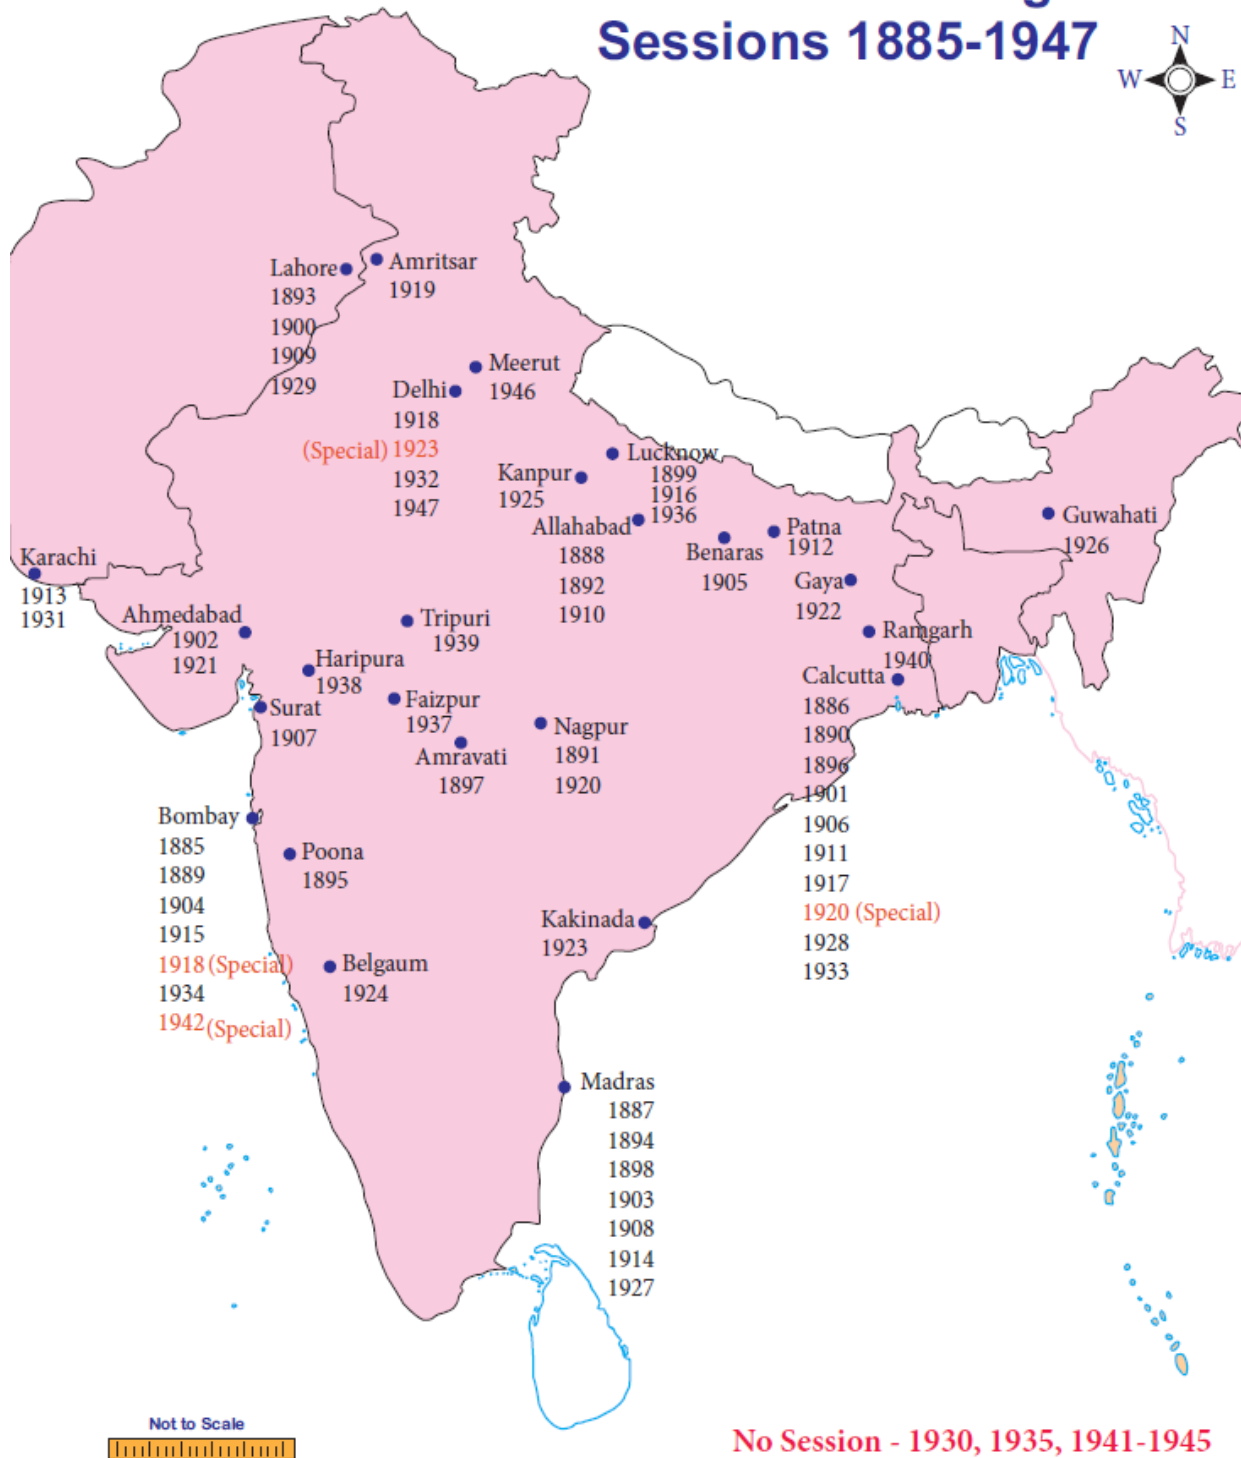 Sessions 1885-1947
N
W E
S
Lahore
1893
1900
1909
1929
Amritsar
1919
Meerut
1946
Delhi
1918
(Special) 1923
1932
1947
Lucknow
1899
1916
1936
Kanpur
1925
Allahabad
1888
1892
1910
Benaras
1905
Patna
1912
Gaya
1922
Guwahati
1926
Karachi
1913
1931
Ahmedabad
1902
1921
Tripuri
1939
Ramgarh
1940
Haripura
1938
Faizpur
1937
Surat
1907
Amravati
1897
Nagpur
1891
1920
Calcutta
1886
1890
1896
1901
1906
1911
1917
1920 (Special)
1928
1933
Bombay
1885
1889
1904
1915
1918 (Special)
1934
1942 (Special)
Poona
1895
Kakinada
1923
Belgaum
1924
Madras
1887
1894
1898
1903
1908
1914
1927
Not to Scale
No Session - 1930, 1935, 1941-1945